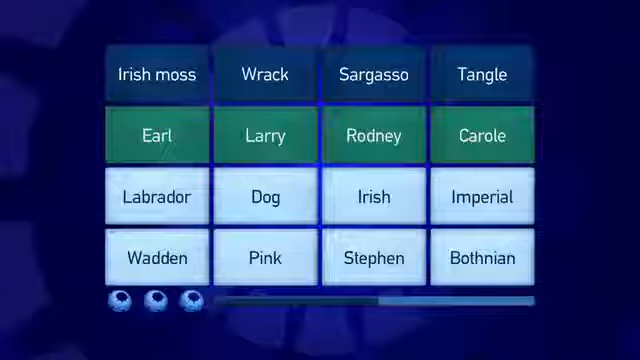 Irish moss Wrack Sargasso Tangle
Earl Larry Rodney Carole
Labrador Dog Irish Imperial
Wadden Pink Stephen Bothnian